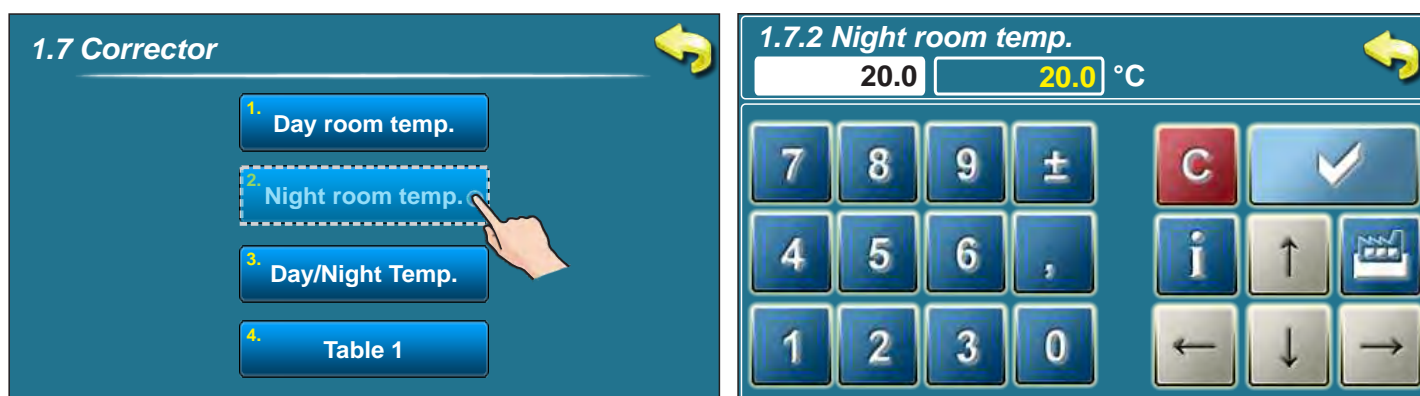 1.7 Corrector
1. Day room temp.
2. Night room temp.
3. Day/Night Temp.
4. Table 1
1.7.2 Night room temp.
20.0 20.0 °C
7 8 9 ± C
4 5 6 , i ↑
1 2 3 0 ← ↓ →